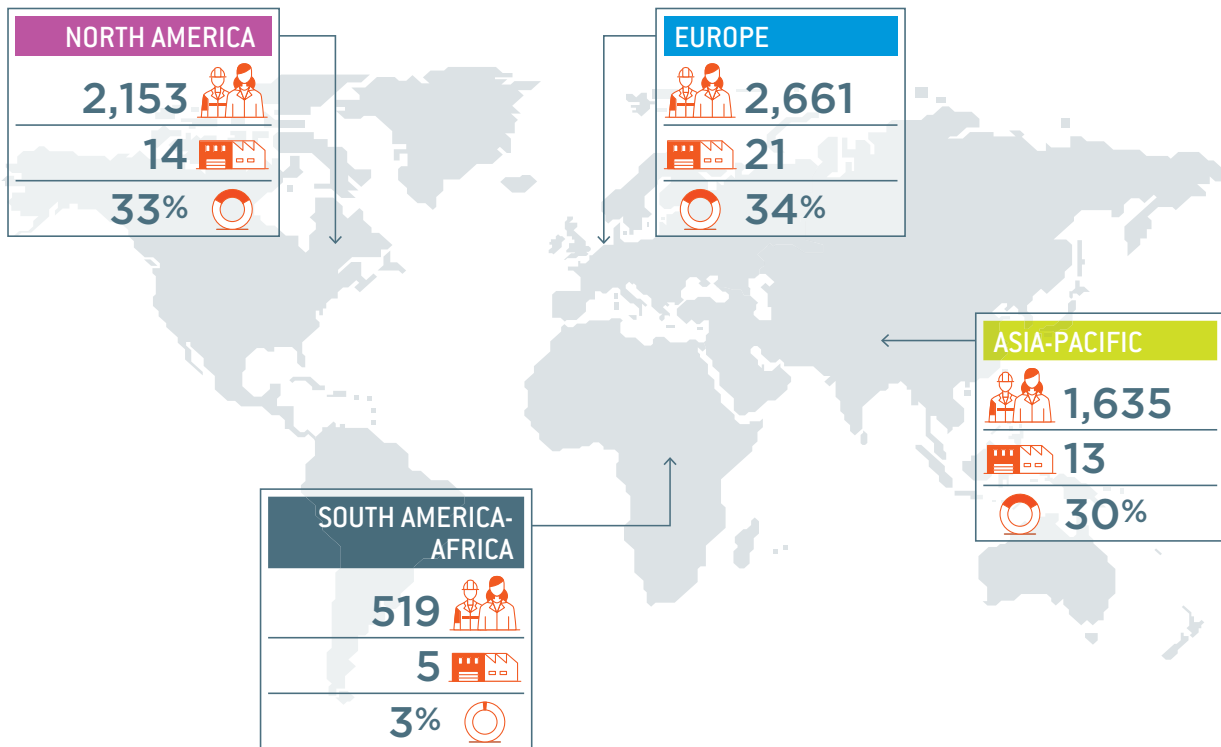 NORTH AMERICA
2,153
14
33%
EUROPE
2,661
21
34%
ASIA-PACIFIC
1,635
13
30%
SOUTH AMERICA-
AFRICA
519
5
3%